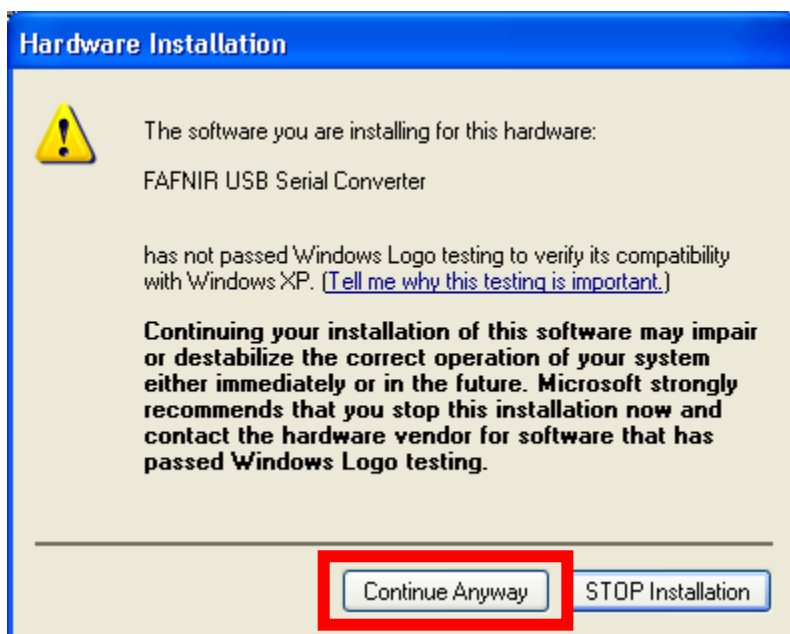 Hardware Installation
The software you are installing for this hardware:
FAFNIR USB Serial Converter
has not passed Windows Logo testing to verify its compatibility
with Windows XP. (Tell me why this testing is important.)
Continuing your installation of this software may impair
or destabilize the correct operation of your system
either immediately or in the future. Microsoft strongly
recommends that you stop this installation now and
contact the hardware vendor for software that has
passed Windows Logo testing.
Continue Anyway
STOP Installation